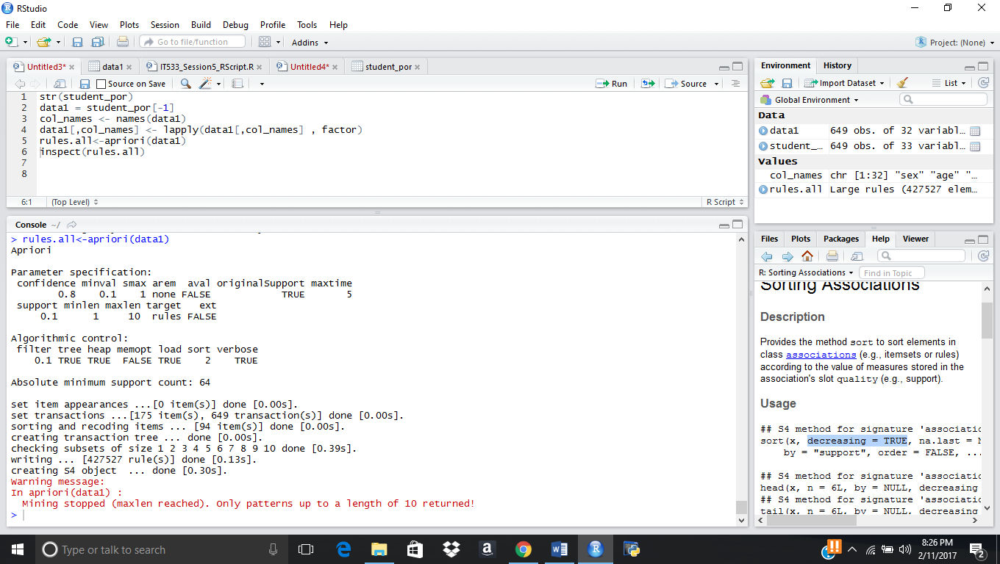 RStudio
File Edit Code View Plots Session Build Debug Profile Tools Help
Go to file/function Addins Project: (None)
Untitled3* data1 IT533_Session5_RScript.R Untitled4* student_por
Source on Save Run Source
1 str(student_por)
2 data1 = student_por[-1]
3 col_names <- names(data1)
4 data1[,col_names] <- lapply(data1[,col_names] , factor)
5 rules.all<-apriori(data1)
6 inspect(rules.all)
7
8
6:1 (Top Level) R Script
Console ~/
> rules.all<-apriori(data1)
Apriori
Parameter specification:
confidence minval smax arem aval originalSupport maxtime
0.8 0.1 1 none FALSE TRUE 5
support minlen maxlen target ext
0.1 1 10 rules FALSE
Algorithmic control:
filter tree heap memopt load sort verbose
0.1 TRUE TRUE FALSE TRUE 2 TRUE
Absolute minimum support count: 64
set item appearances ...[0 item(s)] done [0.00s].
set transactions ...[175 item(s), 649 transaction(s)] done [0.00s].
sorting and recoding items ... [94 item(s)] done [0.00s].
creating transaction tree ... done [0.00s].
checking subsets of size 1 2 3 4 5 6 7 8 9 10 done [0.39s].
writing ... [427527 rule(s)] done [0.13s].
creating S4 object ... done [0.30s].
Warning message:
In apriori(data1) :
Mining stopped (maxlen reached). Only patterns up to a length of 10 returned!
>
Environment History
Import Dataset List
Global Environment
Data
data1 649 obs. of 32 variabl…
student_… 649 obs. of 33 variabl…
Values
col_names chr [1:32] "sex" "age" "…
rules.all Large rules (427527 elem…
Files Plots Packages Help Viewer
R: Sorting Associations Find in Topic
Sorting Associations
Description
Provides the method sort to sort elements in
class associations (e.g., itemsets or rules)
according to the value of measures stored in the
association's slot quality (e.g., support).
Usage
## S4 method for signature 'associatio
sort(x, decreasing = TRUE, na.last = N
by = "support", order = FALSE, ...
## S4 method for signature 'associatio
head(x, n = 6L, by = NULL, decreasing
## S4 method for signature 'associatio
tail(x, n = 6L, by = NULL, decreasing
Type or talk to search
8:26 PM
2/11/2017
2